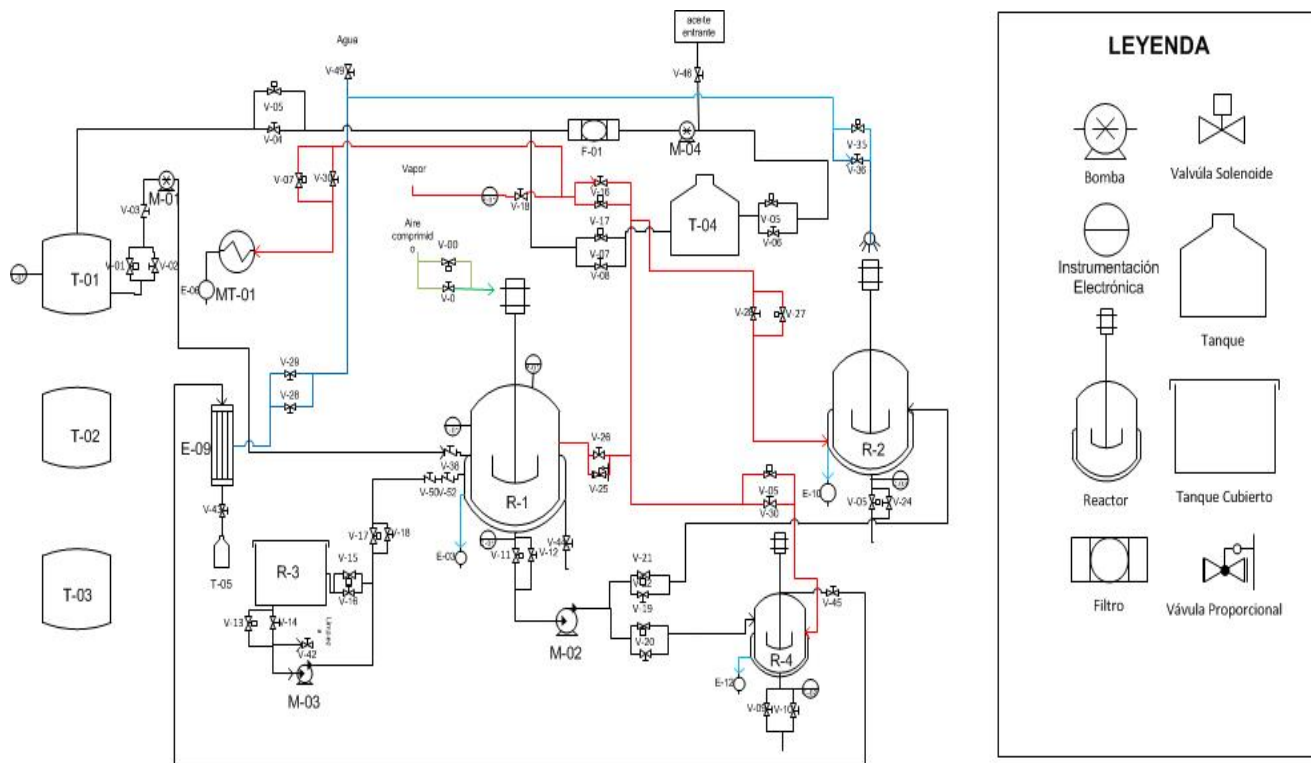 aceite
entrante
Agua
V-49
V-46
V-05
V-04
F-01
M-04
V-35
V-36
M-01
V-03
V-07
V-30
Vapor
V-18
V-16
V-17
T-04
V-05
V-06
T-01
V-01
V-02
E-06
MT-01
Aire
comprimid
o
V-00
V-0
V-07
V-08
V-28
V-27
V-29
V-28
T-02
E-09
R-2
V-38
V-26
V-25
V-50
V-52
R-1
E-10
V-05
V-24
V-05
V-30
V-43
T-05
V-17
V-18
E-03
V-11
V-12
V-44
T-03
R-3
V-15
V-16
V-21
V-19
V-45
V-13
V-14
V-42
M-03
M-02
V-20
R-4
E-12
V-09
V-10
LEYENDA
Bomba
Valvúla Solenoide
Instrumentación
Electrónica
Tanque
Reactor
Tanque Cubierto
Filtro
Vávula Proporcional